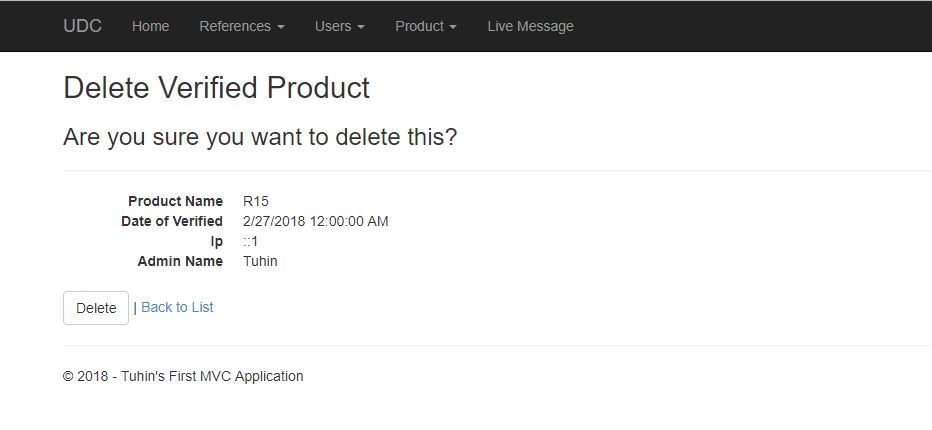 UDC Home References Users Product Live Message
Delete Verified Product
Are you sure you want to delete this?
Product Name R15
Date of Verified 2/27/2018 12:00:00 AM
Ip ::1
Admin Name Tuhin
Delete | Back to List
© 2018 - Tuhin's First MVC Application